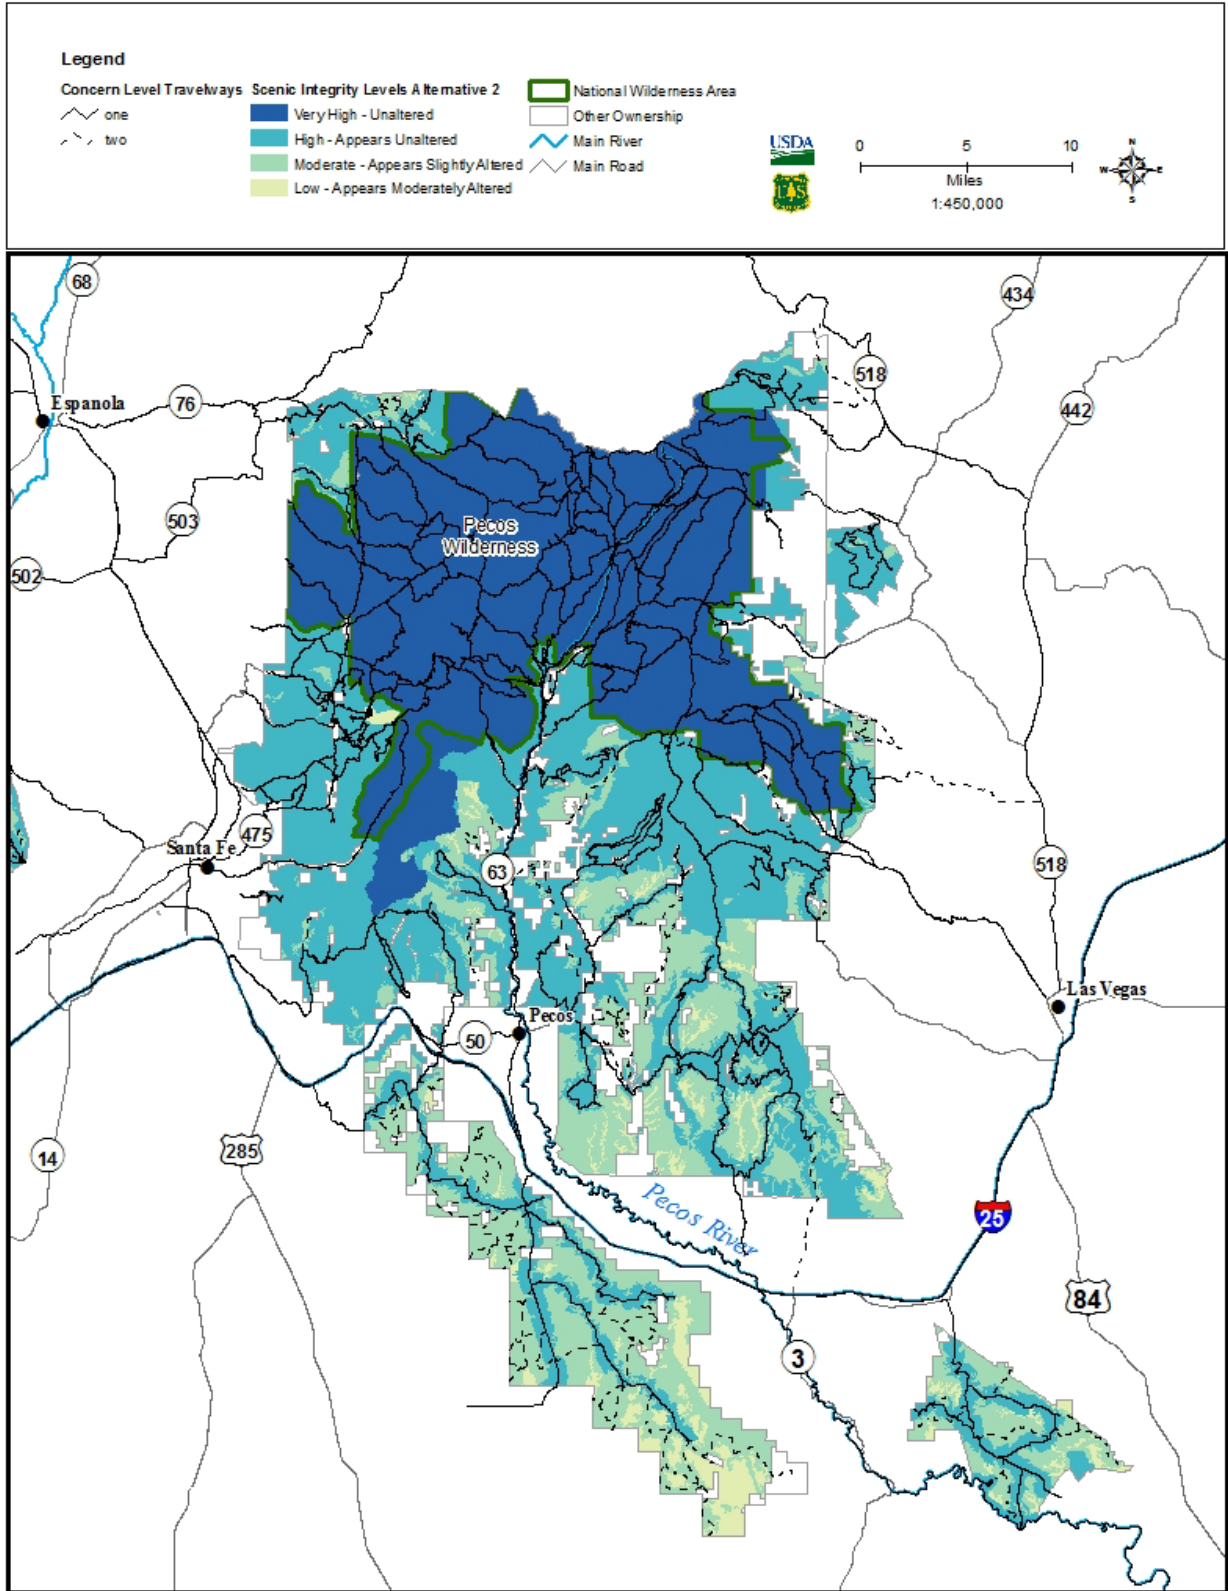 Legend
Concern Level Travelways
one
two
Scenic Integrity Levels Alternative 2
Very High - Unaltered
High - Appears Unaltered
Moderate - Appears Slightly Altered
Low - Appears Moderately Altered
National Wilderness Area
Other Ownership
Main River
Main Road
USDA
U S
0 5 10
Miles
1:450,000
N
W E
S
68
434
518
Espanola
76
442
503
Pecos
Wilderness
502
475
Santa Fe
63
518
Las Vegas
Pecos
50
14
285
Pecos River
25
84
3